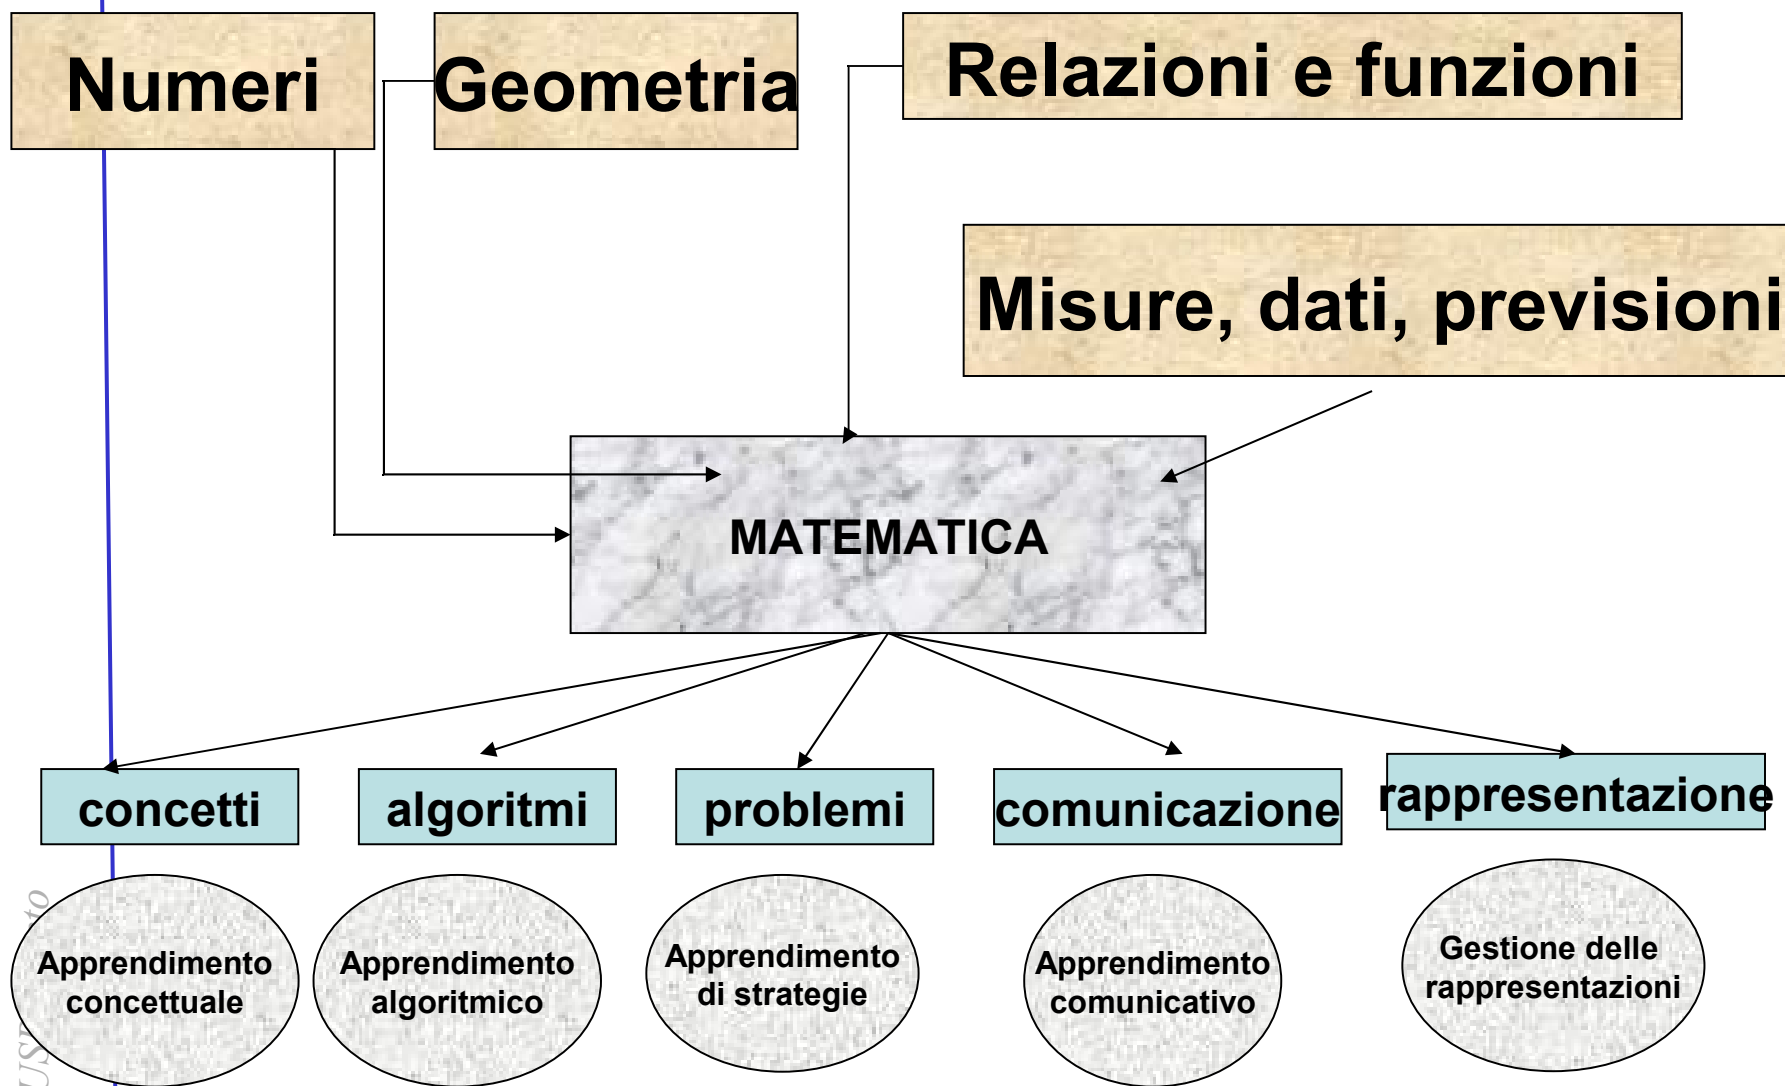 Numeri
Geometria
Relazioni e funzioni
Misure, dati, previsioni
MATEMATICA
concetti
algoritmi
problemi
comunicazione
rappresentazione
Apprendimento
concettuale
Apprendimento
algoritmico
Apprendimento
di strategie
Apprendimento
comunicativo
Gestione delle
rappresentazioni